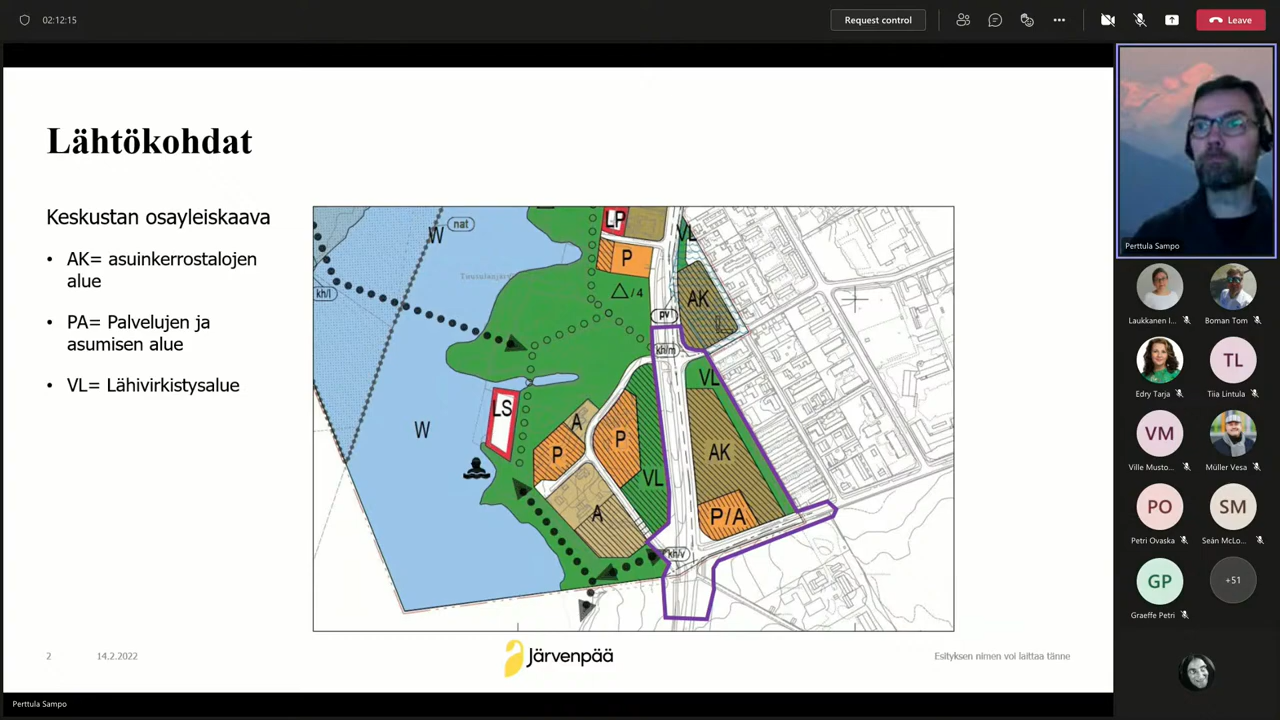 02:12:15
Request control
Leave
Lähtökohdat
Keskustan osayleiskaava
• AK= asuinkerrostalojen
alue
• PA= Palvelujen ja
asumisen alue
• VL= Lähivirkistysalue
W
nat
LP
VL
P
kh/l
△/4
AK
pv
kh/m
VL
LS
A
P
P
W
AK
VL
A
P/A
kh/v
2
14.2.2022
Järvenpää
Esityksen nimen voi laittaa tänne
Perttula Sampo
Perttula Sampo
Laukkanen I...
Boman Tom
TL
Edry Tarja
Tiia Lintula
VM
Ville Musto...
Müller Vesa
PO
SM
Petri Ovaska
Seán McLo...
GP
+51
Graeffe Petri